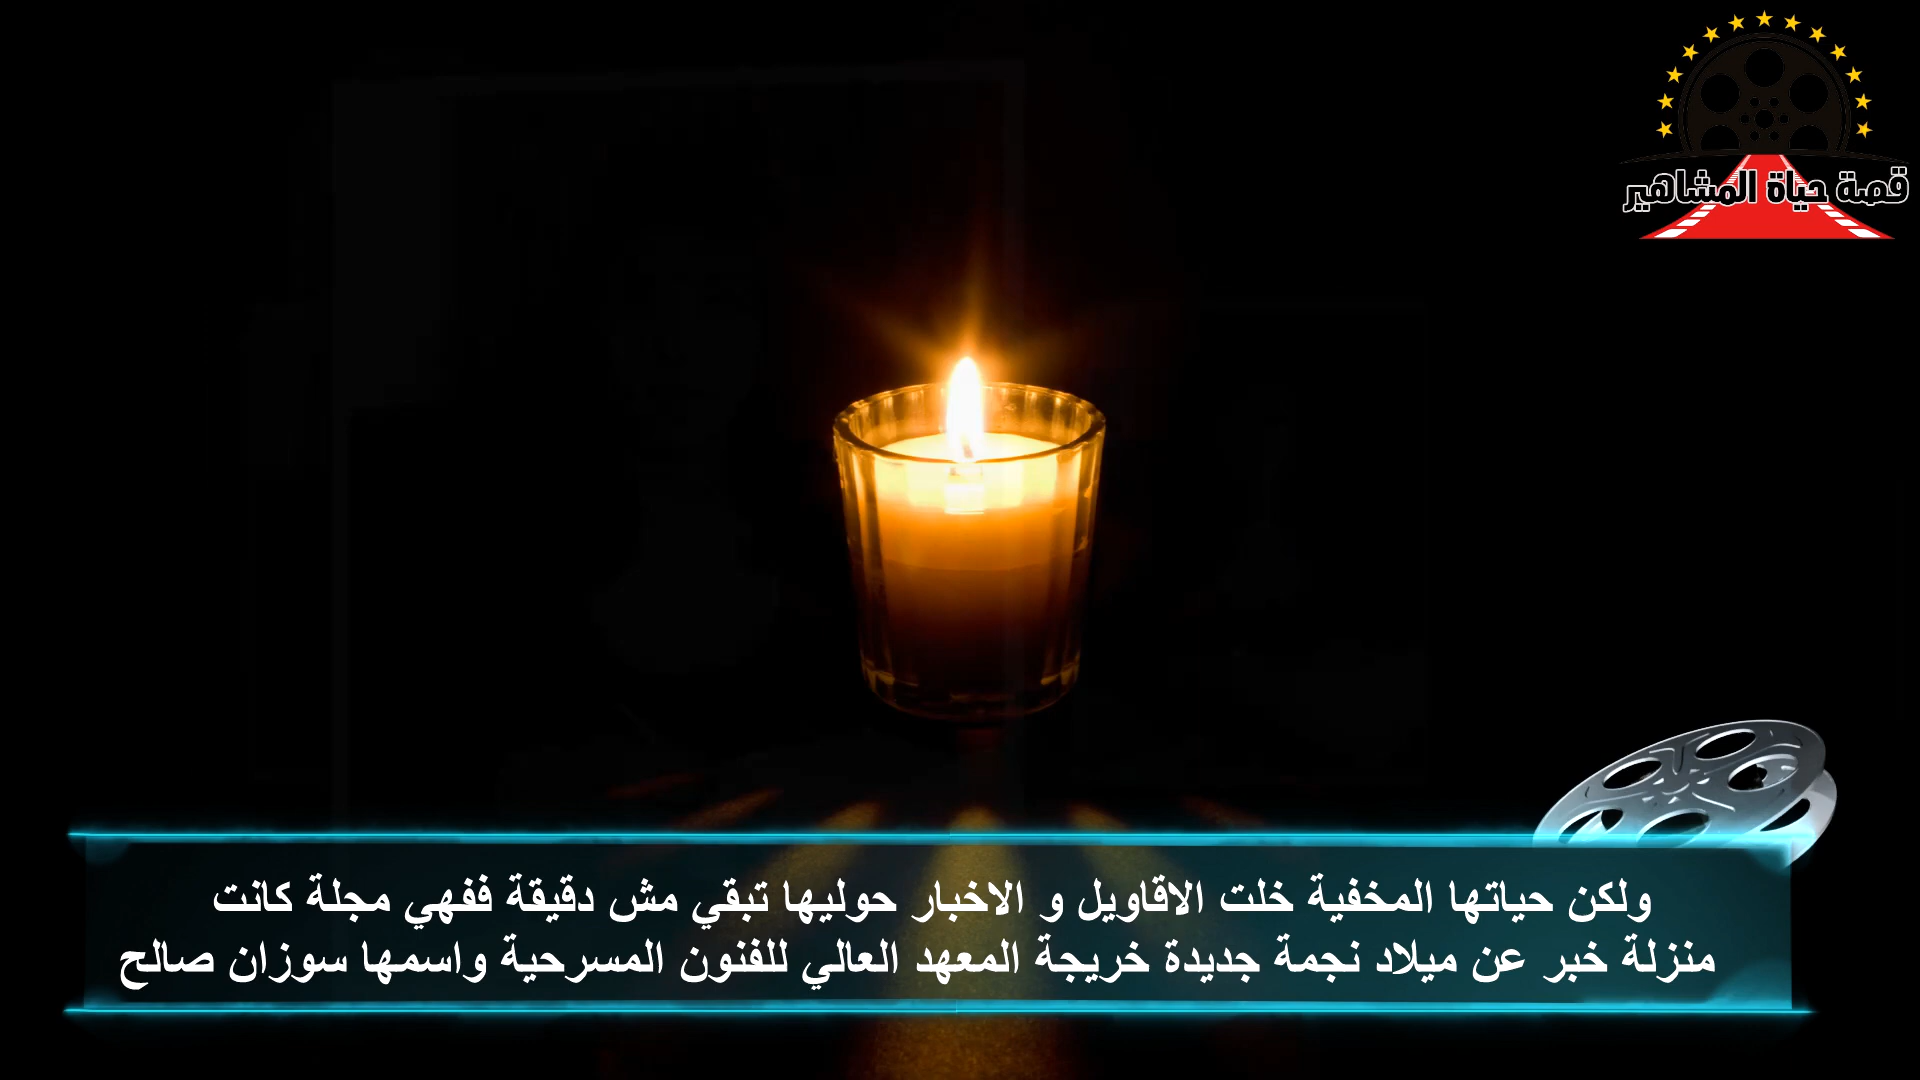 قصة حياة المشاهير
ولكن حياتها المخفية خلت الاقاويل و الاخبار حوليها تبقي مش دقيقة ففهي مجلة كانت
منزلة خبر عن ميلاد نجمة جديدة خريجة المعهد العالي للفنون المسرحية واسمها سوزان صالح